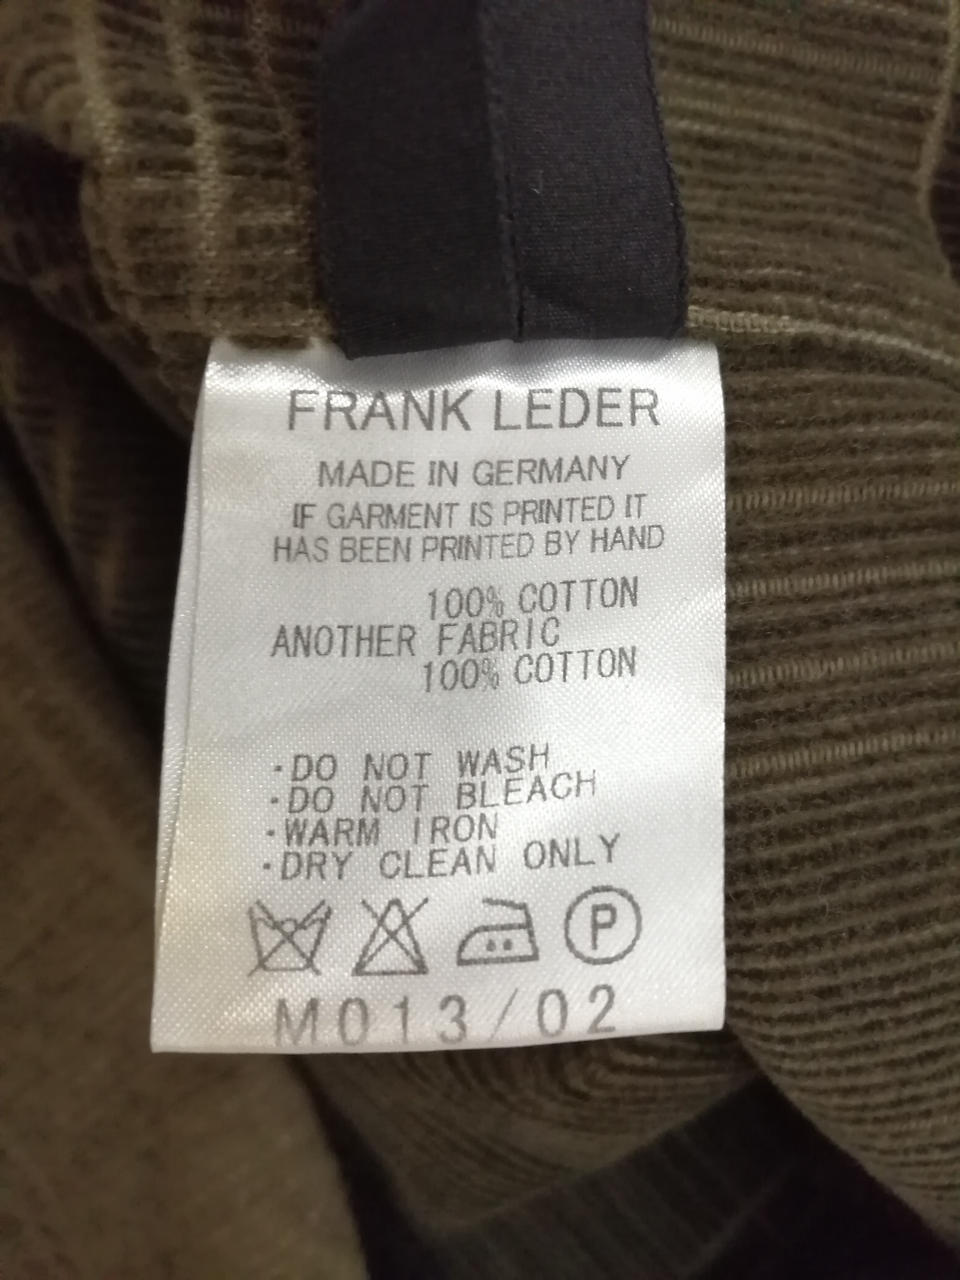 FRANK LEDER
MADE IN GERMANY
IF GARMENT IS PRINTED IT
HAS BEEN PRINTED BY HAND
100% COTTON
ANOTHER FABRIC
100% COTTON
·DO NOT WASH
·DO NOT BLEACH
·WARM IRON
·DRY CLEAN ONLY
P
M013/02